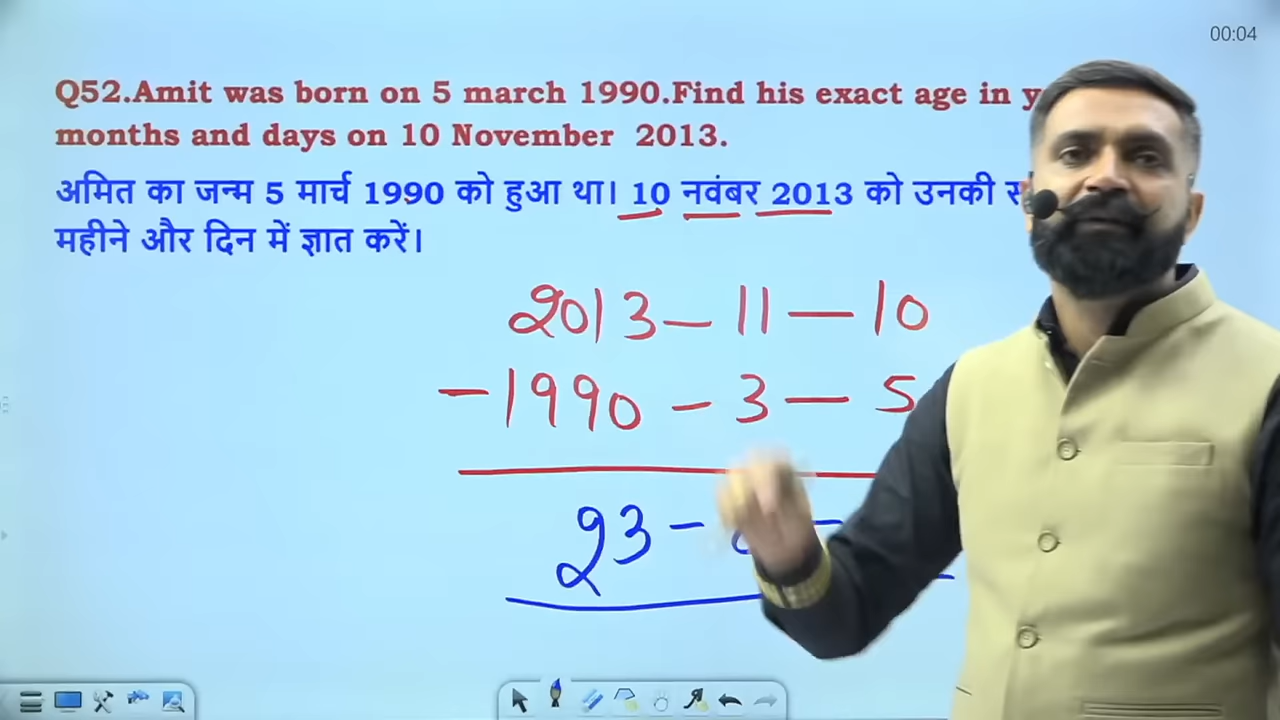 00:04
Q52.Amit was born on 5 march 1990.Find his exact age in
months and days on 10 November 2013.
अमित का जन्म 5 मार्च 1990 को हुआ था। 10 नवंबर 2013 को उनकी
महीने और दिन में ज्ञात करें।
2013 — 11 — 10
- 1990 - 3 — 5
23 -